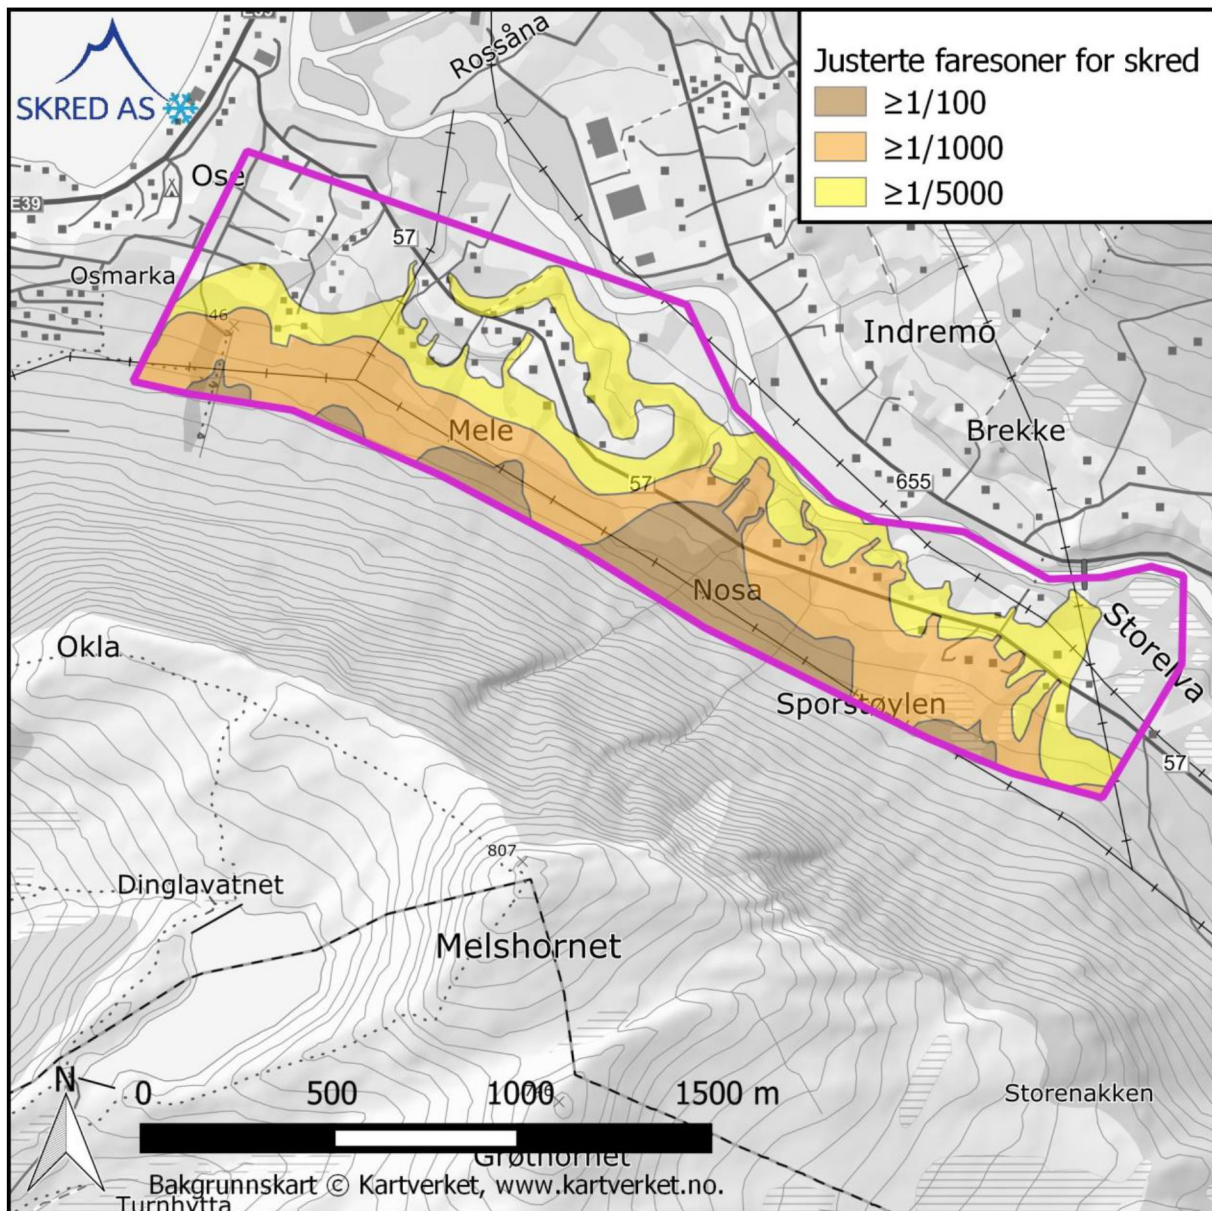 E39
Rossåna
Justerte faresoner for skred
≥1/100
≥1/1000
≥1/5000
SKRED AS
Ose
E39
57
Osmarka
46
Indremo
Mele
Brekke
57
655
Nosa
Okla
Storelva
Sporstøylen
57
807
Dinglavatnet
Melshornet
N
0 500 1000 1500 m
Storenakken
Grøthornet
Bakgrunnskart © Kartverket, www.kartverket.no.
Turnhytta